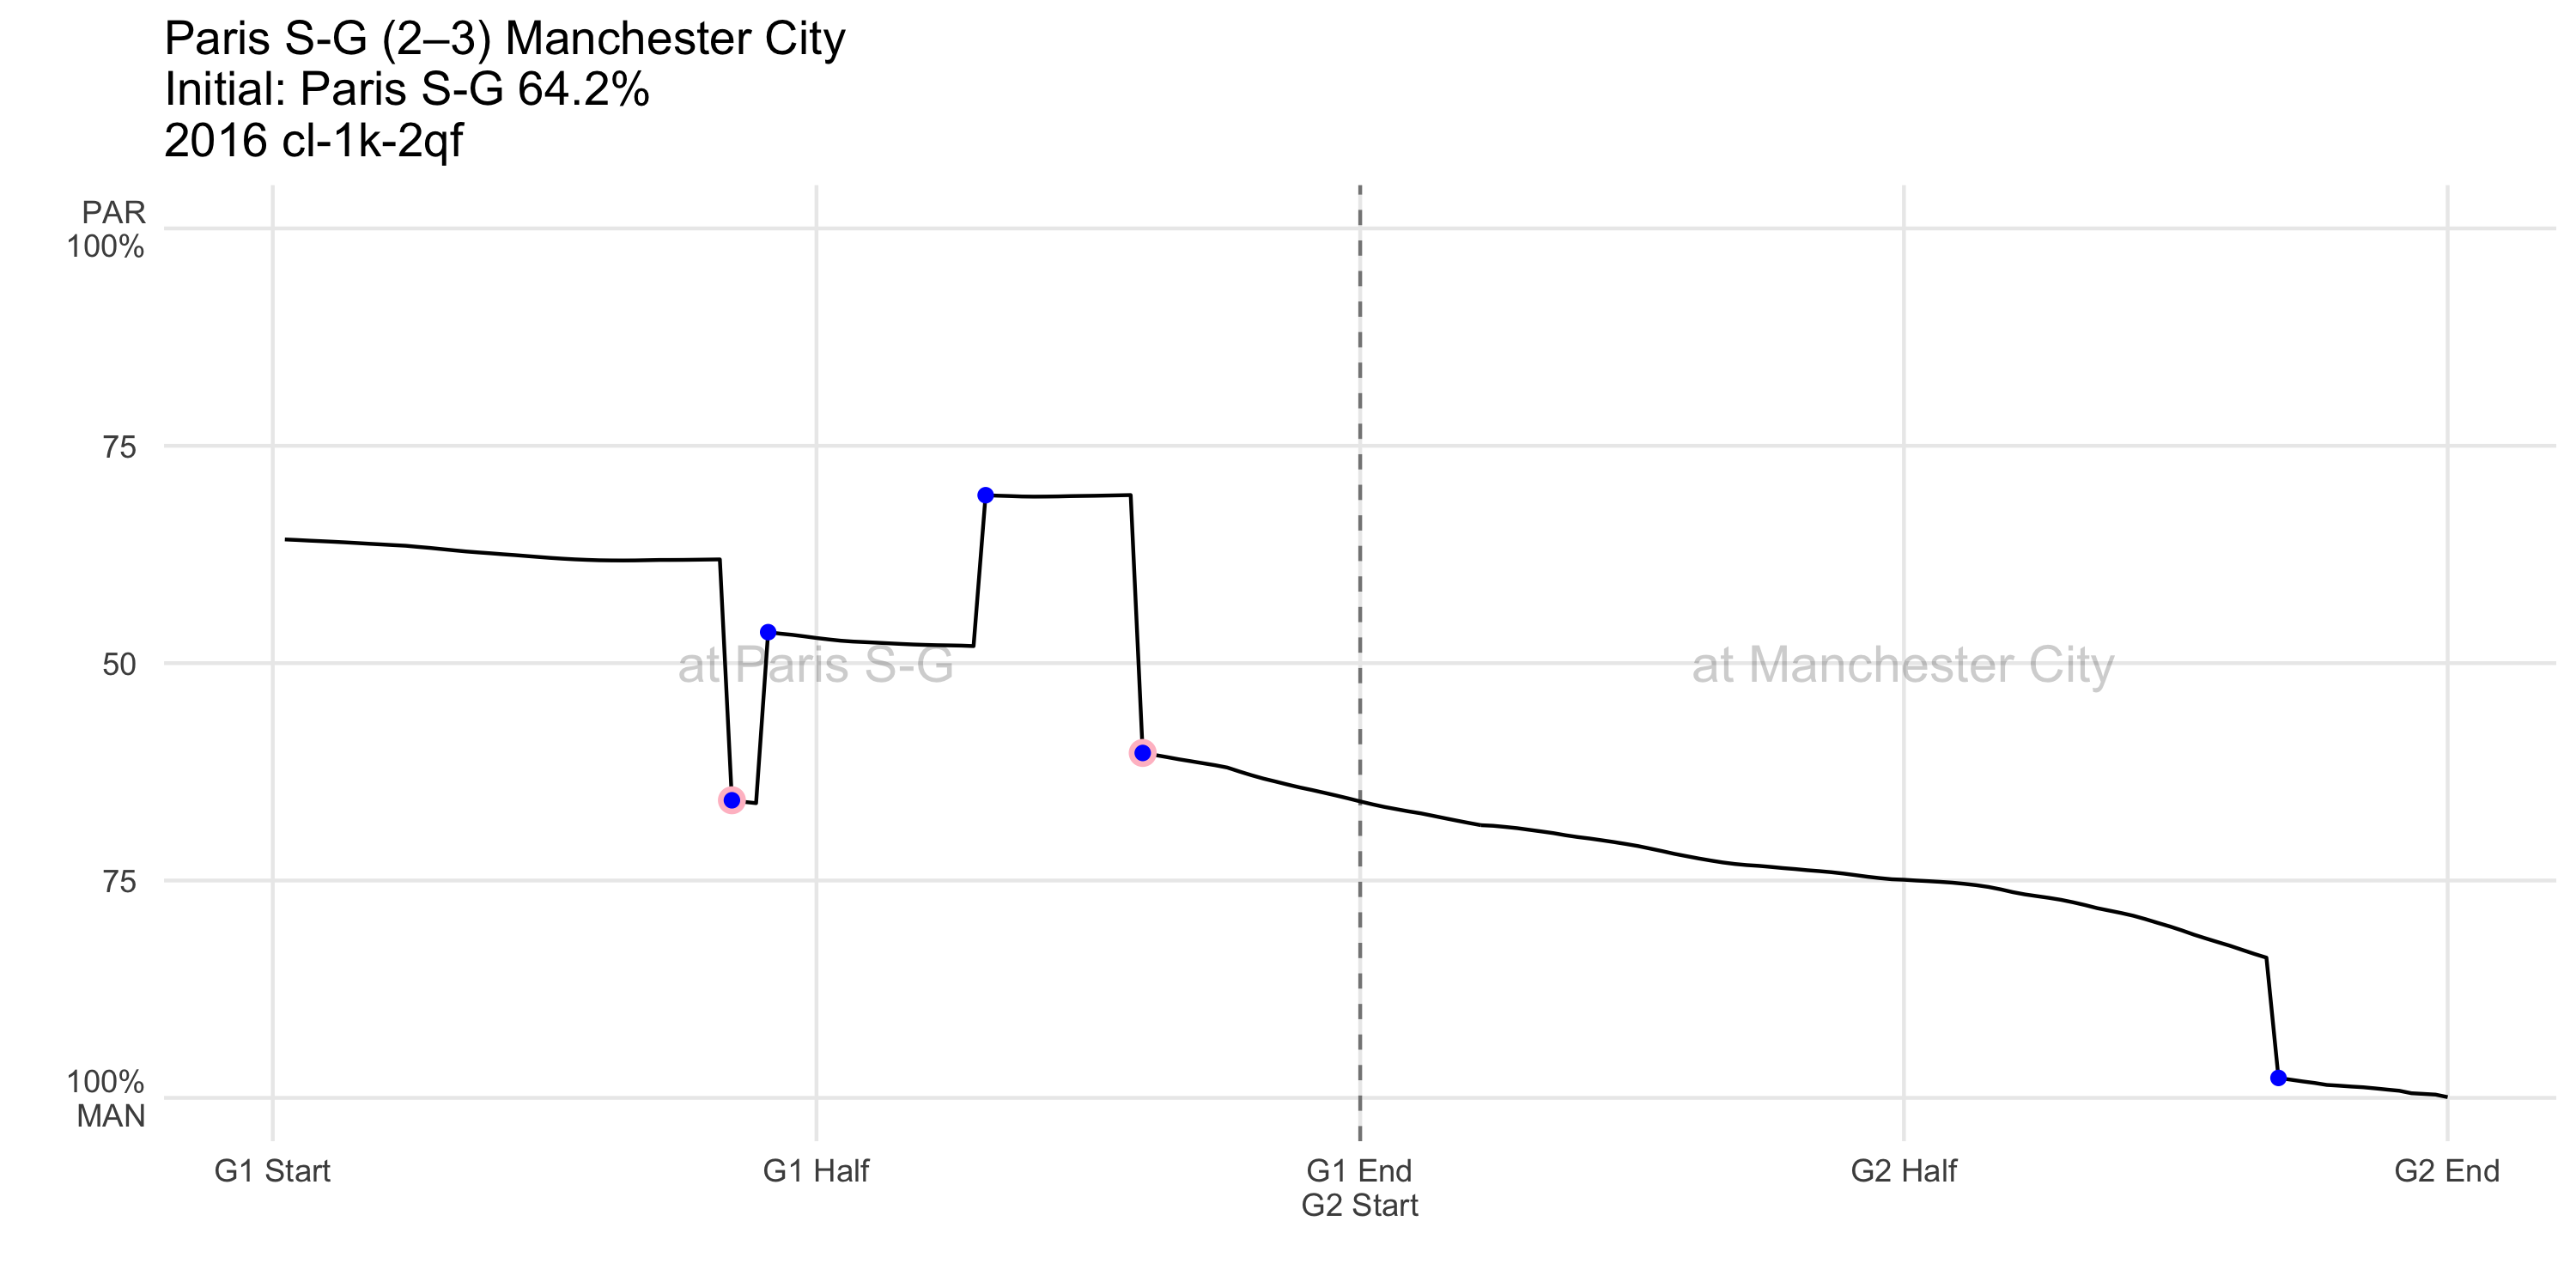 Paris S-G (2–3) Manchester City
Initial: Paris S-G 64.2%
2016 cl-1k-2qf
PAR
100%
75
50
75
100%
MAN
at Paris S-G
at Manchester City
G1 Start
G1 Half
G1 End
G2 Start
G2 Half
G2 End